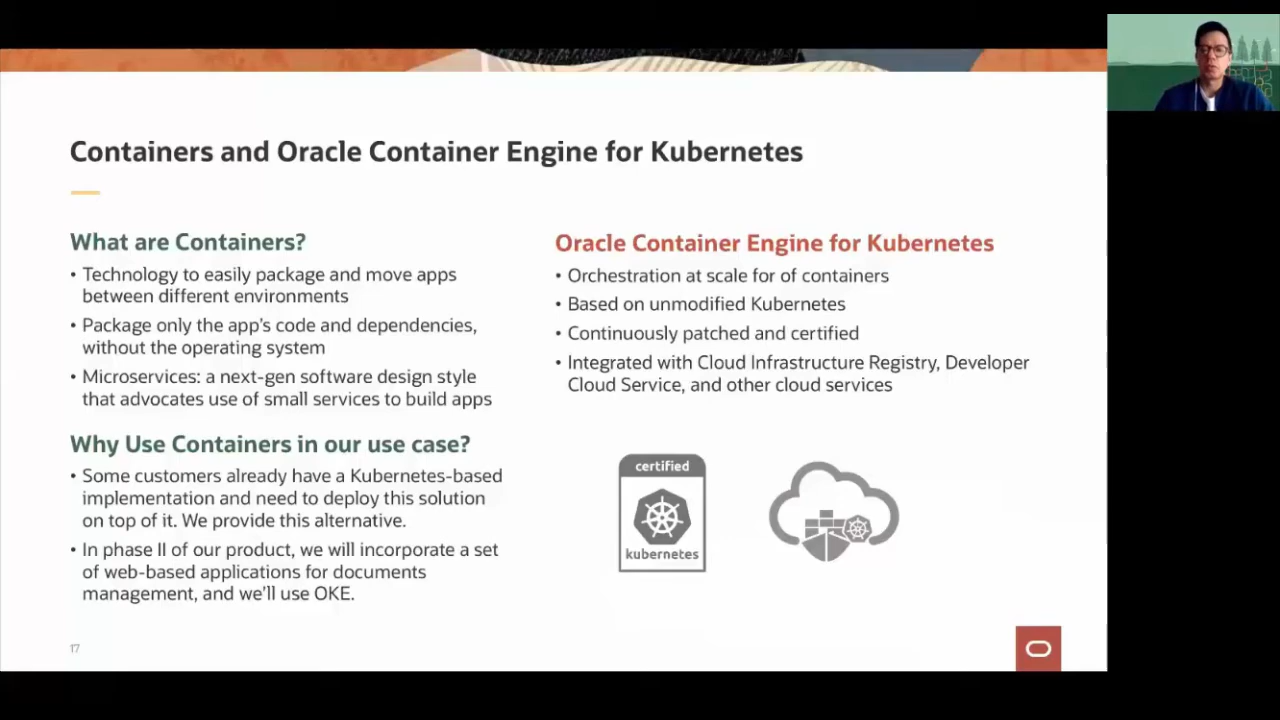 Containers and Oracle Container Engine for Kubernetes
What are Containers?
• Technology to easily package and move apps
between different environments
• Package only the app's code and dependencies,
without the operating system
• Microservices: a next-gen software design style
that advocates use of small services to build apps
Why Use Containers in our use case?
• Some customers already have a Kubernetes-based
implementation and need to deploy this solution
on top of it. We provide this alternative.
• In phase II of our product, we will incorporate a set
of web-based applications for documents
management, and we'll use OKE.
Oracle Container Engine for Kubernetes
• Orchestration at scale for of containers
• Based on unmodified Kubernetes
• Continuously patched and certified
• Integrated with Cloud Infrastructure Registry, Developer
Cloud Service, and other cloud services
certified
kubernetes
17